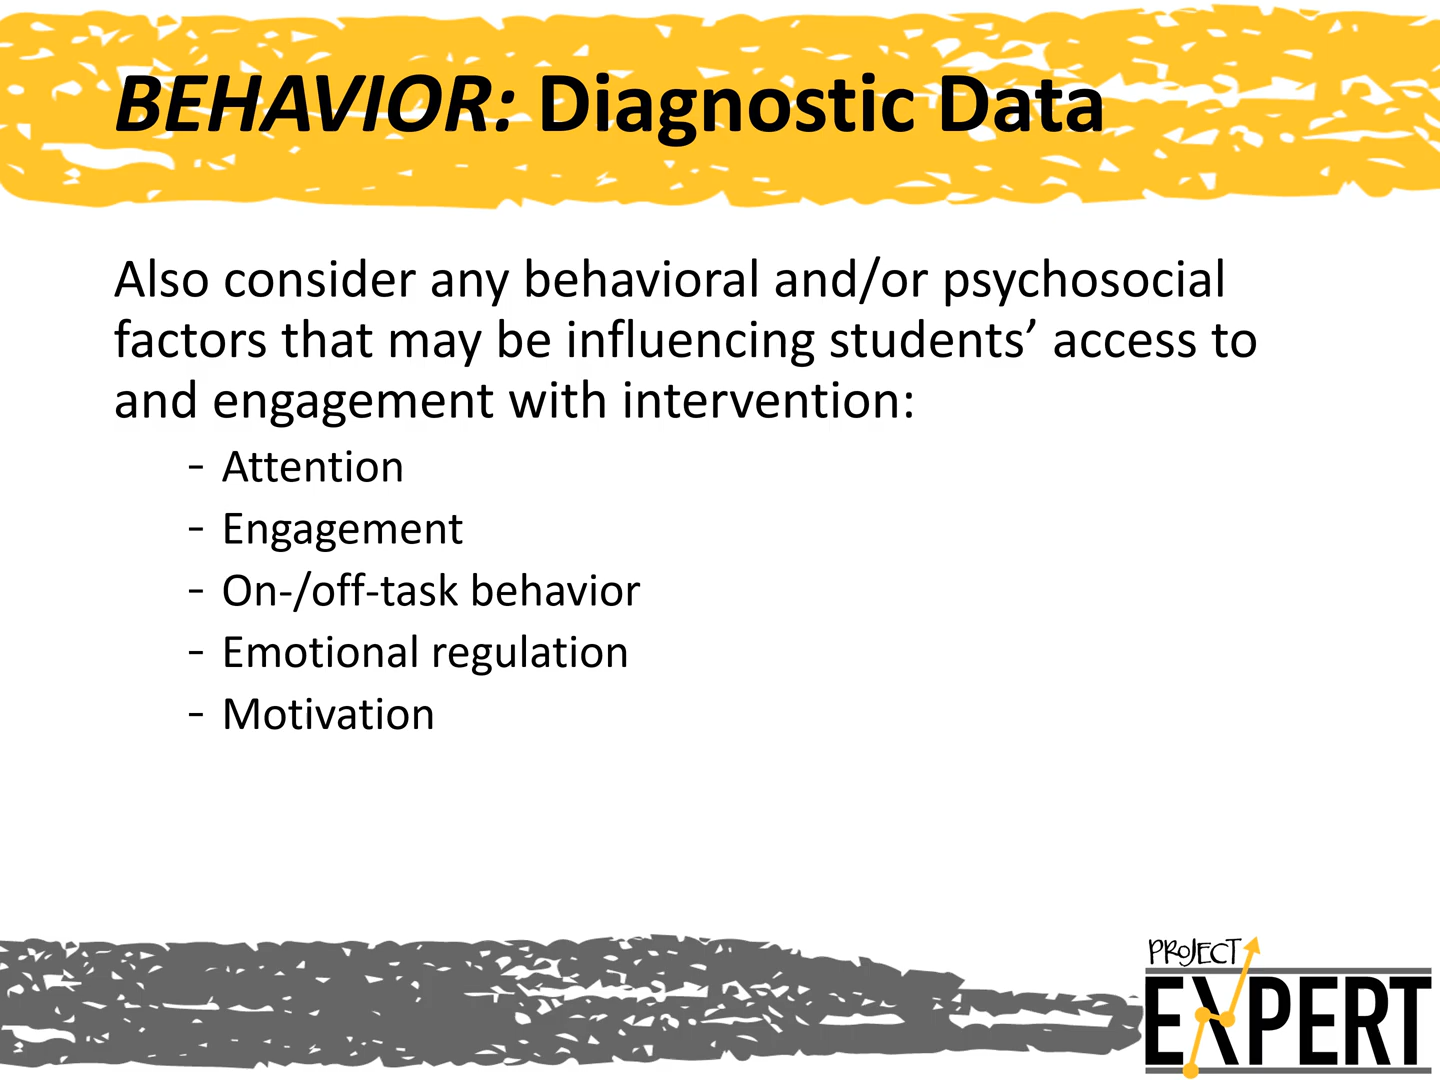 BEHAVIOR: Diagnostic Data
Also consider any behavioral and/or psychosocial
factors that may be influencing students’ access to
and engagement with intervention:
- Attention
- Engagement
- On-/off-task behavior
- Emotional regulation
- Motivation
PROJECT
EXPERT